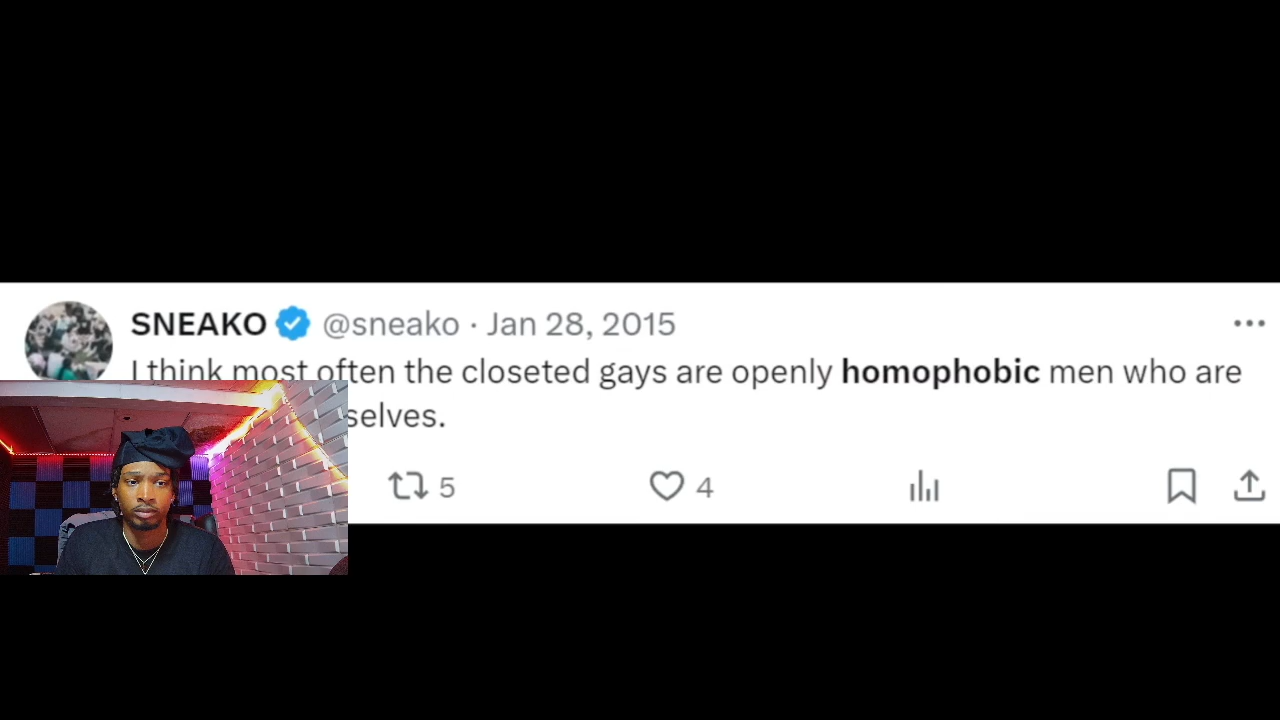 SNEAKO @sneako · Jan 28, 2015
I think most often the closeted gays are openly homophobic men who are
selves.
5 4